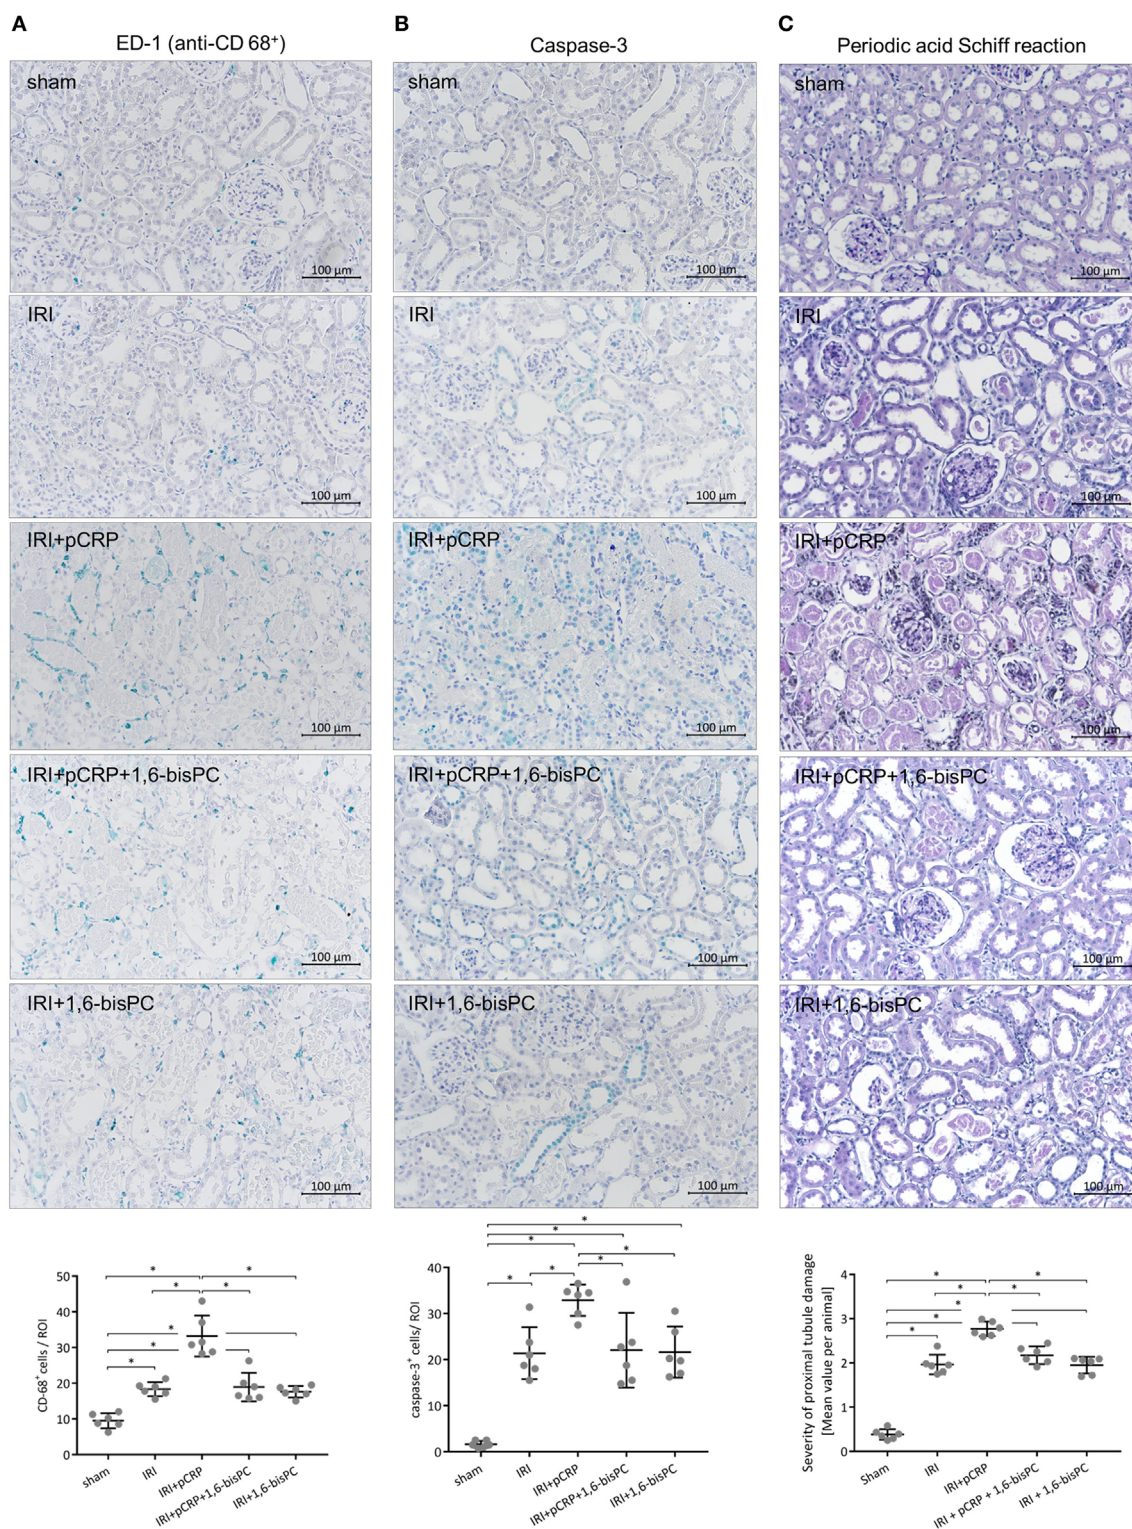 A
B
C
ED-1 (anti-CD 68⁺)
Caspase-3
Periodic acid Schiff reaction
sham
sham
sham
100 µm
100 µm
100 µm
IRI
IRI
IRI
100 µm
100 µm
100 µm
IRI+pCRP
IRI+pCRP
IRI+pCRP
100 µm
100 µm
100 µm
IRI+pCRP+1,6-bisPC
IRI+pCRP+1,6-bisPC
IRI+pCRP+1,6-bisPC
100 µm
100 µm
100 µm
IRI+1,6-bisPC
IRI+1,6-bisPC
IRI+1,6-bisPC
100 µm
100 µm
100 µm
CD-68⁺ cells / ROI
50
40
30
20
10
0
* * * * * * *
sham
IRI
IRI+pCRP
IRI+pCRP+1,6-bisPC
IRI+1,6-bisPC
caspase-3⁺ cells/ ROI
40
30
20
10
0
* * * * * * *
sham
IRI
IRI+pCRP
IRI+pCRP+1,6-bisPC
IRI+1,6-bisPC
Severity of proximal tubule damage
[Mean value per animal]
4
3
2
1
0
* * * * * * *
Sham
IRI
IRI+pCRP
IRI + pCRP + 1,6-bisPC
IRI + 1,6-bisPC